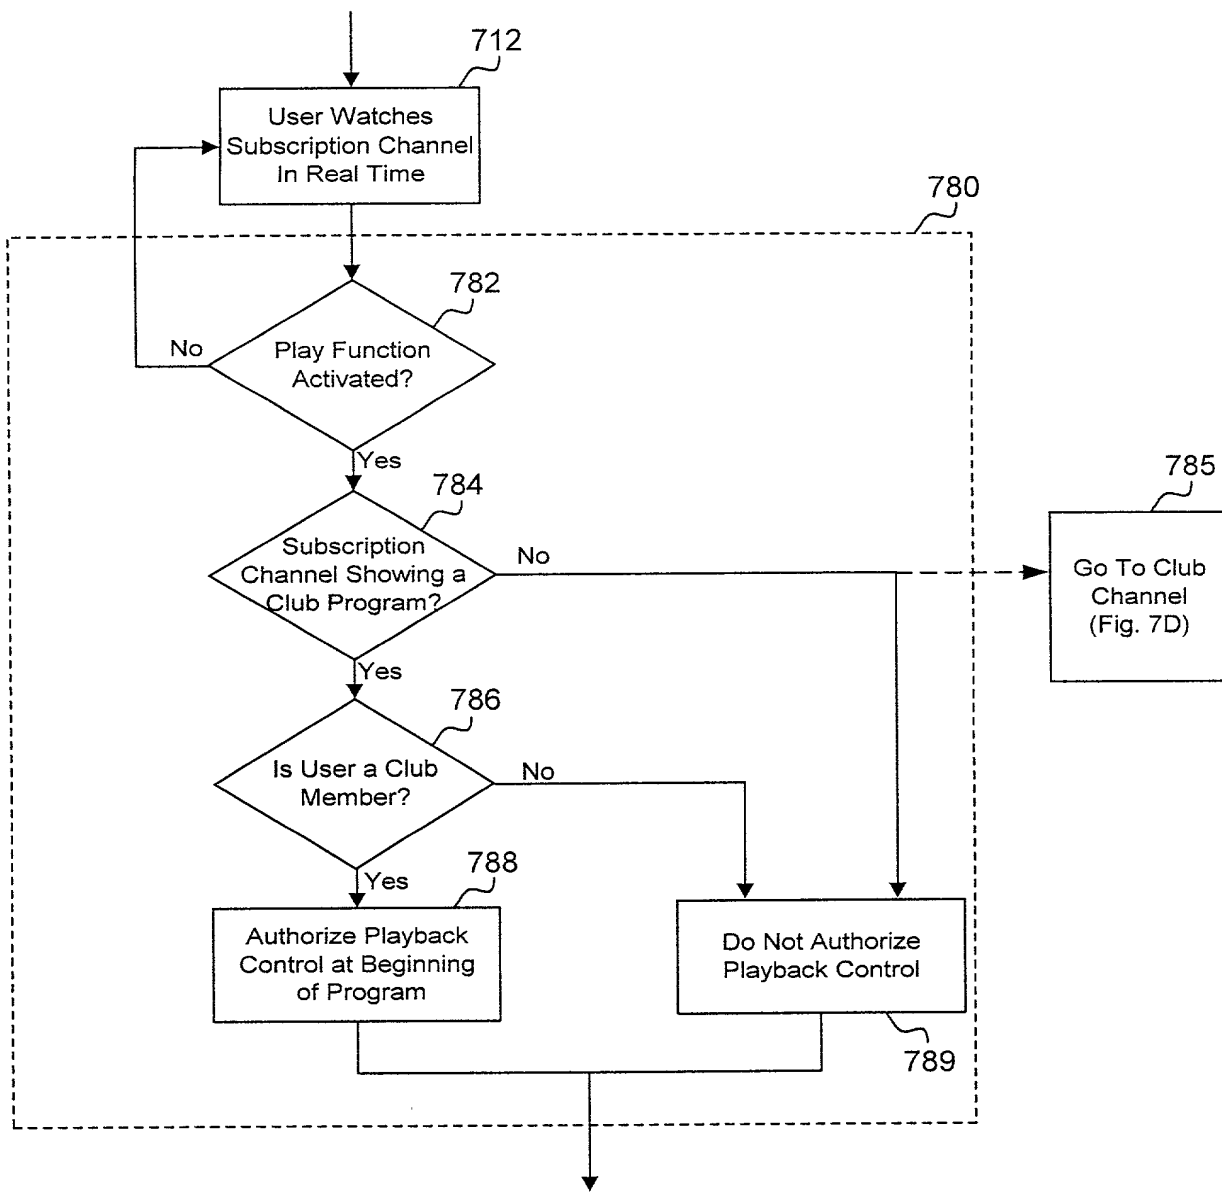 712
User Watches
Subscription Channel
In Real Time
780
782
No
Play Function
Activated?
Yes
784
785
Subscription
Channel Showing a
Club Program?
No
Go To Club
Channel
(Fig. 7D)
Yes
786
Is User a Club
Member?
No
Yes
788
Authorize Playback
Control at Beginning
of Program
Do Not Authorize
Playback Control
789